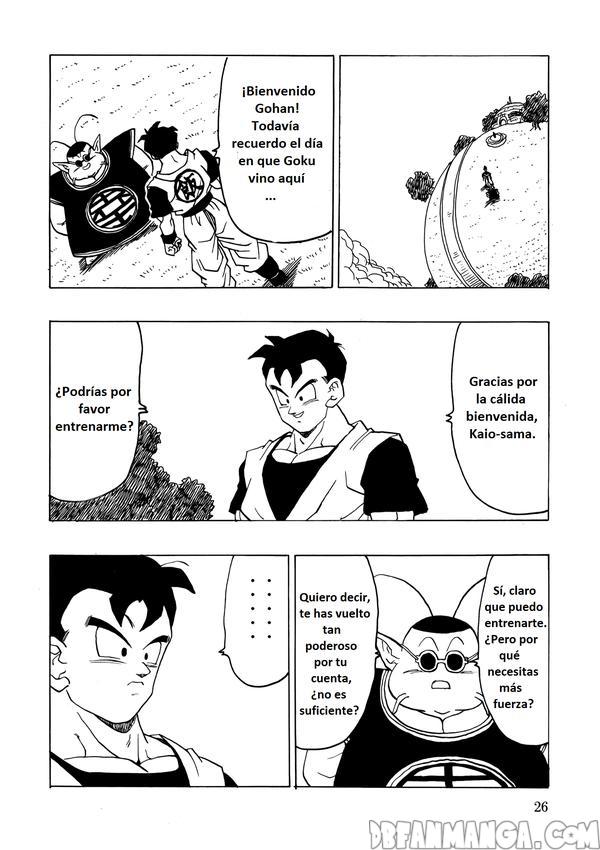 ¡Bienvenido
Gohan!
Todavía
recuerdo el día
en que Goku
vino aquí
...
Gracias por
la cálida
bienvenida,
Kaio-sama.
¿Podrías por
favor
entrenarme?
Sí, claro
que puedo
entrenarte.
¿Pero por
qué
necesitas
más
fuerza?
Quiero decir,
te has vuelto
tan
poderoso
por tu
cuenta,
¿no es
suficiente?
26
DBFANMANGA.COM